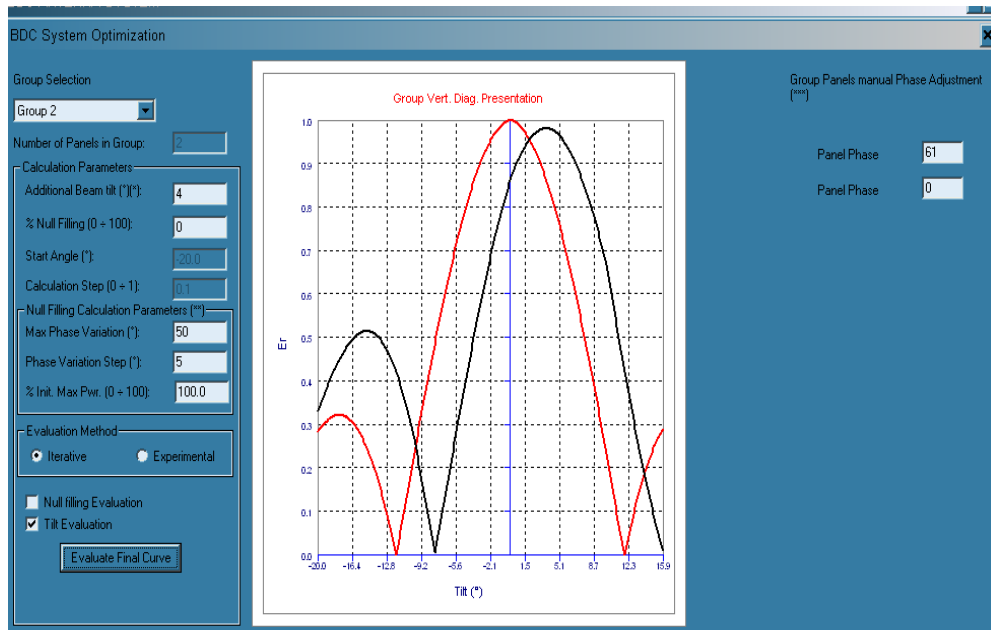 BDC System Optimization
Group Selection
Group 2
Number of Panels in Group: 2
Calculation Parameters
Additional Beam tilt (°)(*): 4
% Null Filling (0 ÷ 100): 0
Start Angle (°): -20.0
Calculation Step (0 ÷ 1): 0.1
Null Filling Calculation Parameters (**)
Max Phase Variation (°): 50
Phase Variation Step (°): 5
% Init. Max Pwr. (0 ÷ 100): 100.0
Evaluation Method
Iterative Experimental
Null filling Evaluation
Tilt Evaluation
Evaluate Final Curve
Group Vert. Diag. Presentation
1.0
0.9
0.8
0.7
0.6
0.5
0.4
0.3
0.2
0.1
0.0
Er
-20.0 -16.4 -12.8 -9.2 -5.6 -2.1 1.5 5.1 8.7 12.3 15.9
Tilt (°)
Group Panels manual Phase Adjustment
(***)
Panel Phase 61
Panel Phase 0